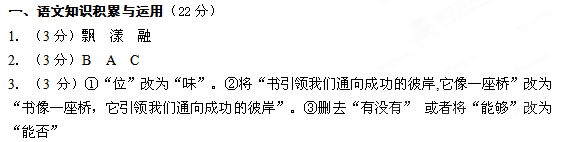 一、语文知识积累与运用（22分）
1. （3分）飘 漾 融
2. （3分）B A C
3. （3 分）①“位”改为“味”。②将“书引领我们通向成功的彼岸,它像一座桥”改为
“书像一座桥，它引领我们通向成功的彼岸”。③删去“有没有” 或者将“能够”改为
“能否”